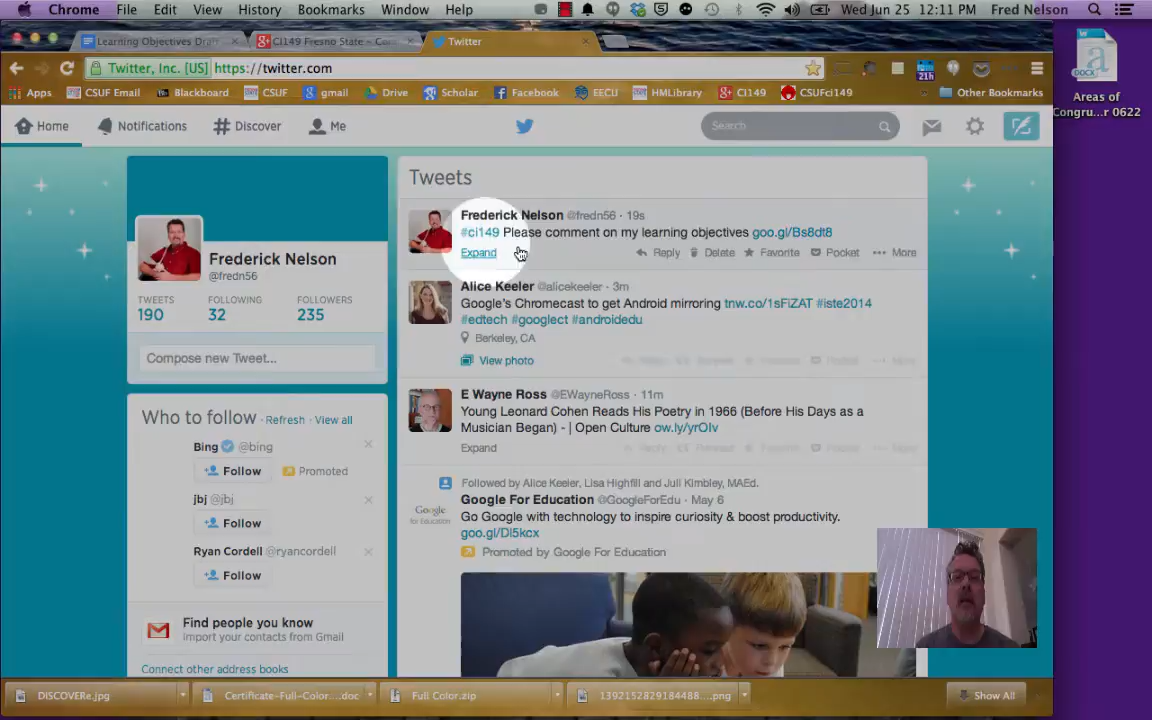 Chrome File Edit View History Bookmarks Window Help Wed Jun 25 12:11 PM Fred Nelson
Learning Objectives Draft
CI149 Fresno State - Cor
Twitter
Twitter, Inc. [US] https://twitter.com
21h
Apps CSUF Email Blackboard CSUF gmail Drive Scholar Facebook EECU HMLibrary CI149 CSUFci149 Other Bookmarks
DOCX
Areas of
Congru...r 0622
Home Notifications Discover Me Search
Frederick Nelson
@fredn56
TWEETS FOLLOWING FOLLOWERS
190 32 235
Compose new Tweet...
Who to follow · Refresh · View all
Bing @bing
Follow Promoted
jbj @jbj
Follow
Ryan Cordell @ryancordell
Follow
Find people you know
Import your contacts from Gmail
Connect other address books
Tweets
Frederick Nelson @fredn56 · 19s
#ci149 Please comment on my learning objectives goo.gl/Bs8dt8
Expand Reply Delete Favorite Pocket More
Alice Keeler @alicekeeler · 3m
Google's Chromecast to get Android mirroring tnw.co/1sFiZAT #iste2014
#edtech #googlect #androidedu
Berkeley, CA
View photo
E Wayne Ross @EWayneRoss · 11m
Young Leonard Cohen Reads His Poetry in 1966 (Before His Days as a
Musician Began) - | Open Culture ow.ly/yrOIv
Expand
Followed by Alice Keeler, Lisa Highfill and Juli Kimbley, MAEd.
Google for Education
Google For Education @GoogleForEdu · May 6
Go Google with technology to inspire curiosity & boost productivity.
goo.gl/Dl5kcx
Promoted by Google For Education
DISCOVERe.jpg Certificate-Full-Color....doc Full Color.zip 1392152829184488....png Show All